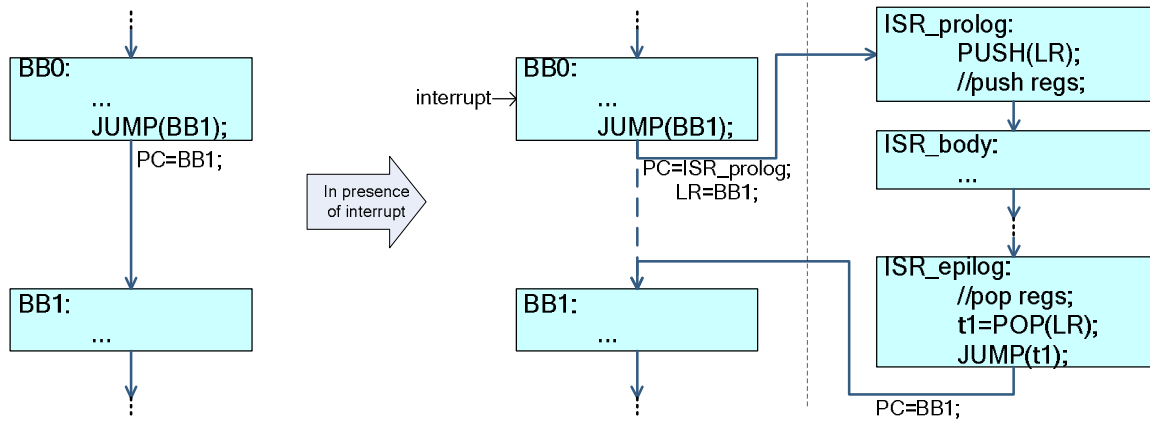 BB0:
...
JUMP(BB1);
PC=BB1;
BB1:
...
In presence
of interrupt
interrupt
BB0:
...
JUMP(BB1);
PC=ISR_prolog;
LR=BB1;
BB1:
...
ISR_prolog:
PUSH(LR);
//push regs;
ISR_body:
...
ISR_epilog:
//pop regs;
t1=POP(LR);
JUMP(t1);
PC=BB1;